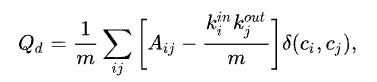 Q_d = \frac{1}{m} \sum_{ij} \left[ A_{ij} - \frac{k_i^{in} k_j^{out}}{m} \right] \delta(c_i, c_j),